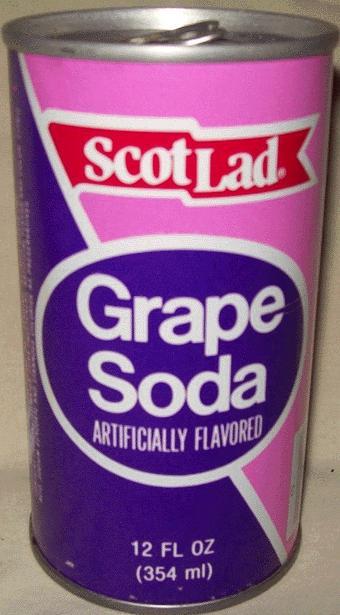 ScotLad®
Grape
Soda
ARTIFICIALLY FLAVORED
12 FL OZ
(354 ml)